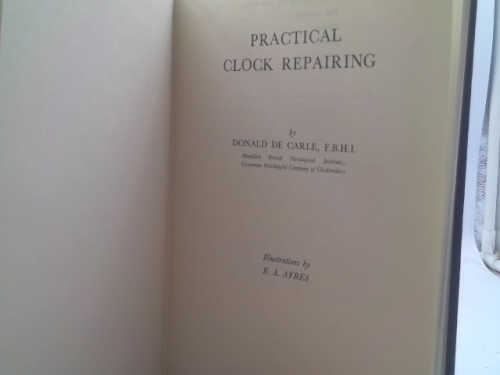 PRACTICAL
CLOCK REPAIRING
by
DONALD DE CARLE, F.B.H.I.
Medallist British Horological Institute;
Liveryman Worshipful Company of Clockmakers
Illustrations by
E. A. AYRES